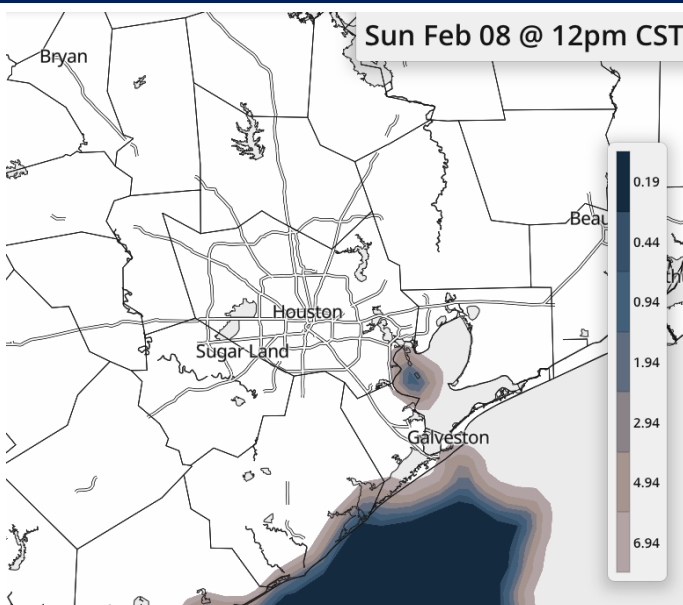 Sun Feb 08 @ 12pm CST
Bryan
0.19
Beau
0.44
h
0.94
Houston
Sugar Land
1.94
2.94
Galveston
4.94
6.94